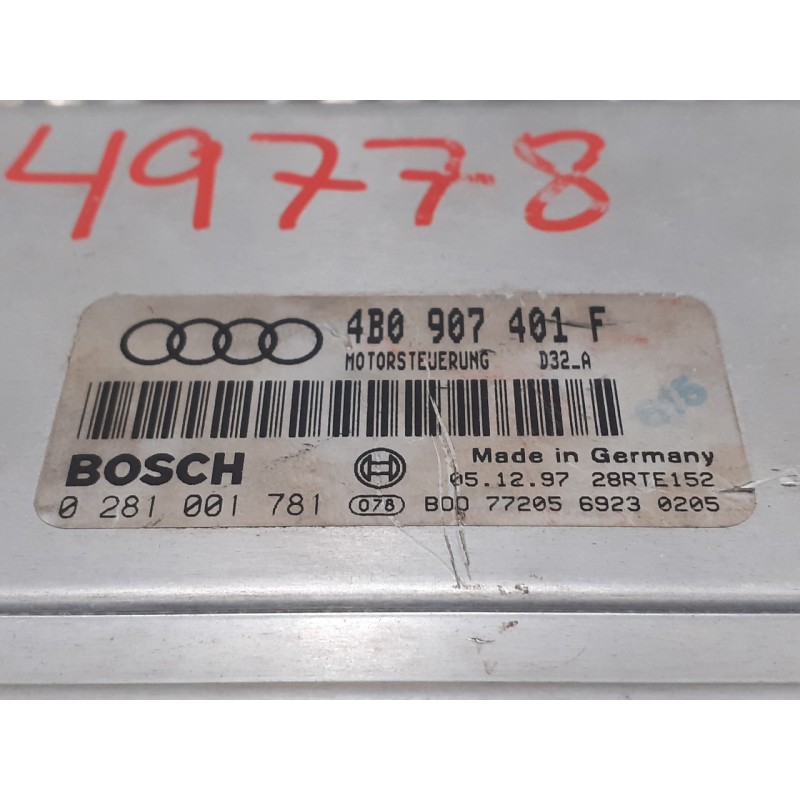 49778
4B0 907 401 F
MOTORSTEUERUNG D32_A
615
BOSCH
Made in Germany
05.12.97 28RTE152
0 281 001 781 078 B00 77205 6923 0205